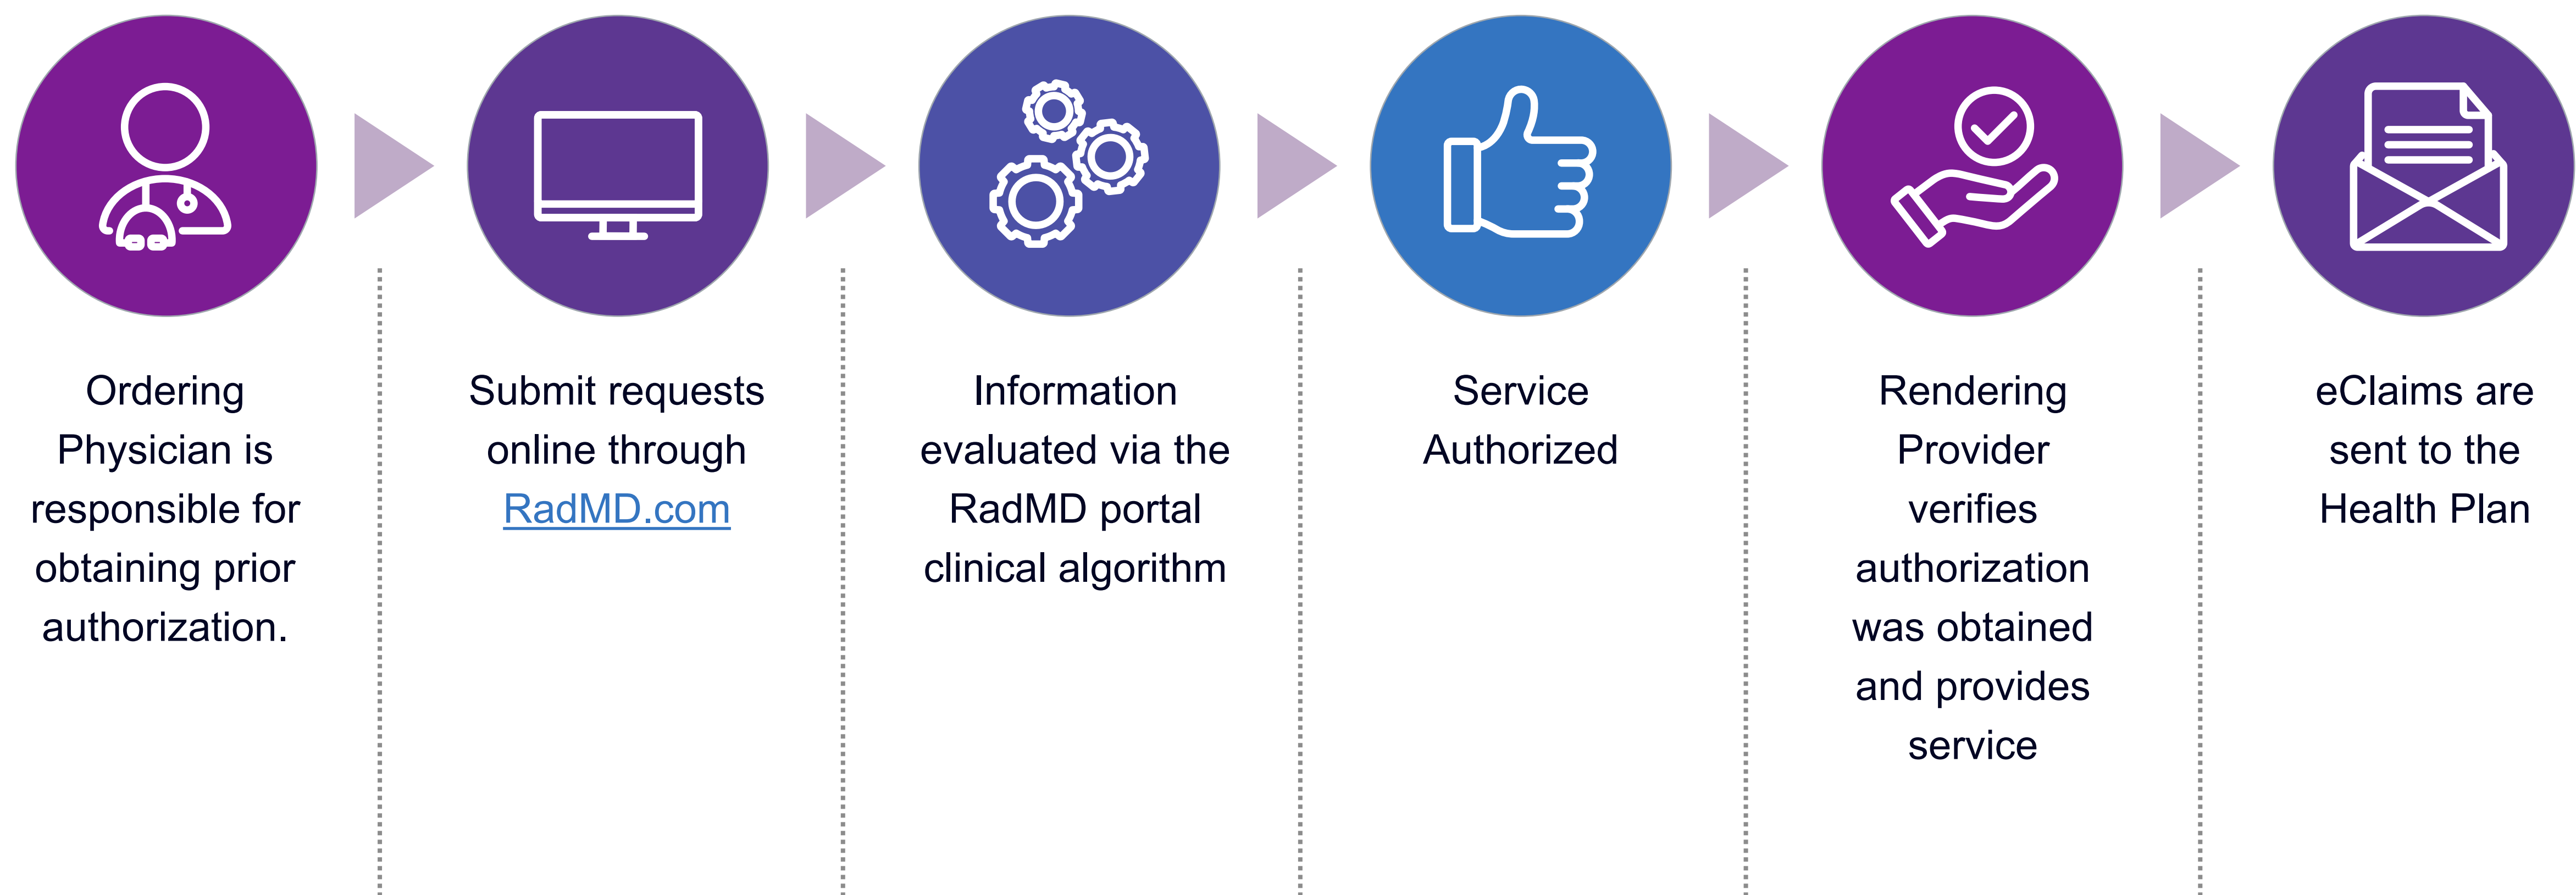 Ordering
Physician is
responsible for
obtaining prior
authorization.
Submit requests
online through
RadMD.com
Information
evaluated via the
RadMD portal
clinical algorithm
Service
Authorized
Rendering
Provider
verifies
authorization
was obtained
and provides
service
eClaims are
sent to the
Health Plan